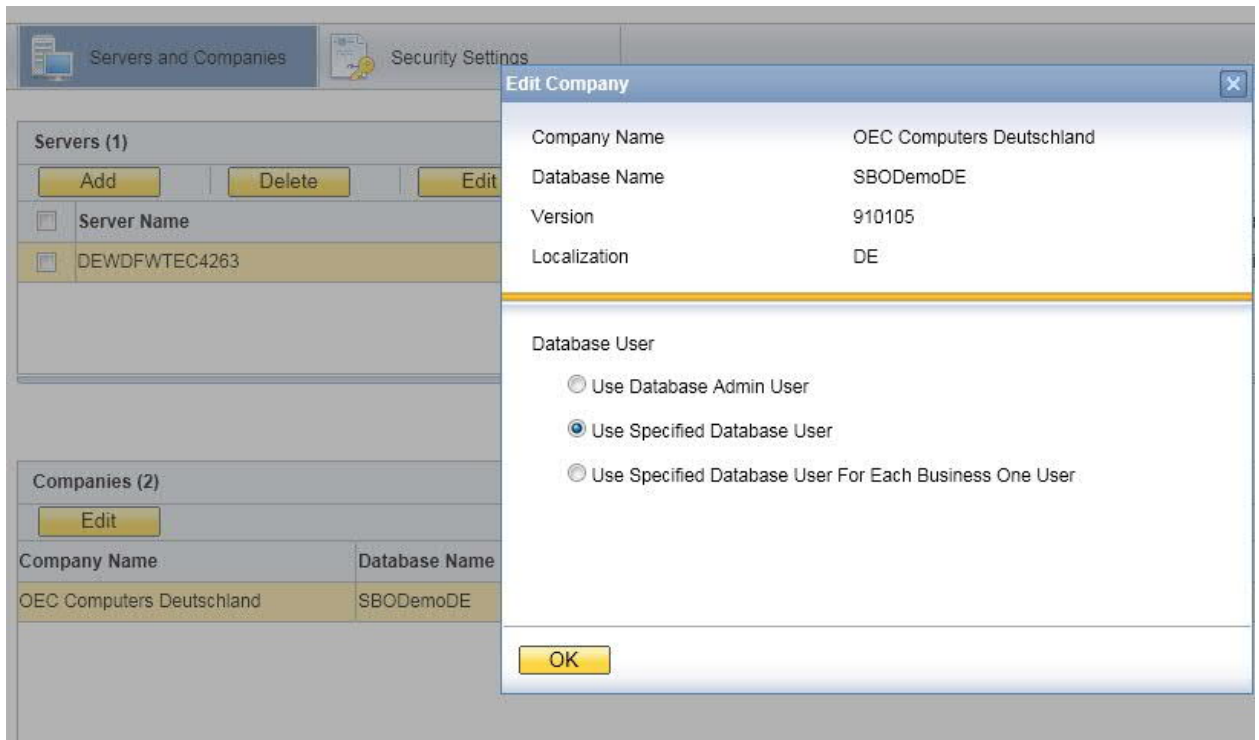 Servers and Companies
Security Settings
Servers (1)
Add
Delete
Edit
Server Name
DEWDFWTEC4263
Companies (2)
Edit
Company Name
Database Name
OEC Computers Deutschland
SBODemoDE
Edit Company
Company Name
OEC Computers Deutschland
Database Name
SBODemoDE
Version
910105
Localization
DE
Database User
Use Database Admin User
Use Specified Database User
Use Specified Database User For Each Business One User
OK